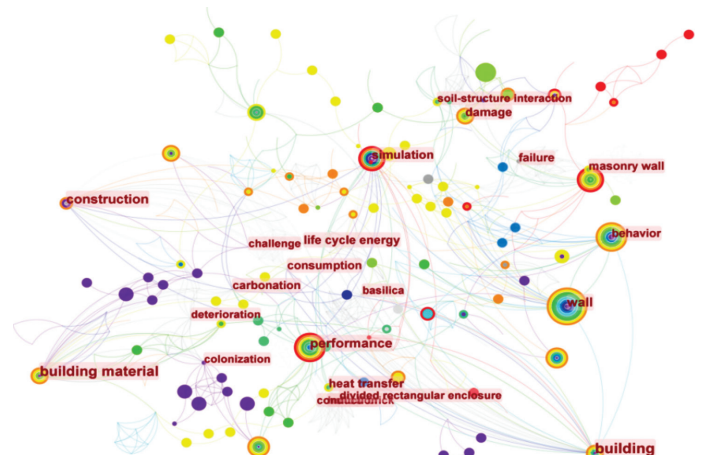 soil-structure interaction
damage
simulation
failure
masonry wall
construction
behavior
challenge
life cycle energy
consumption
carbonation
basilica
wall
deterioration
performance
colonization
building material
heat transfer
divided rectangular enclosure
building